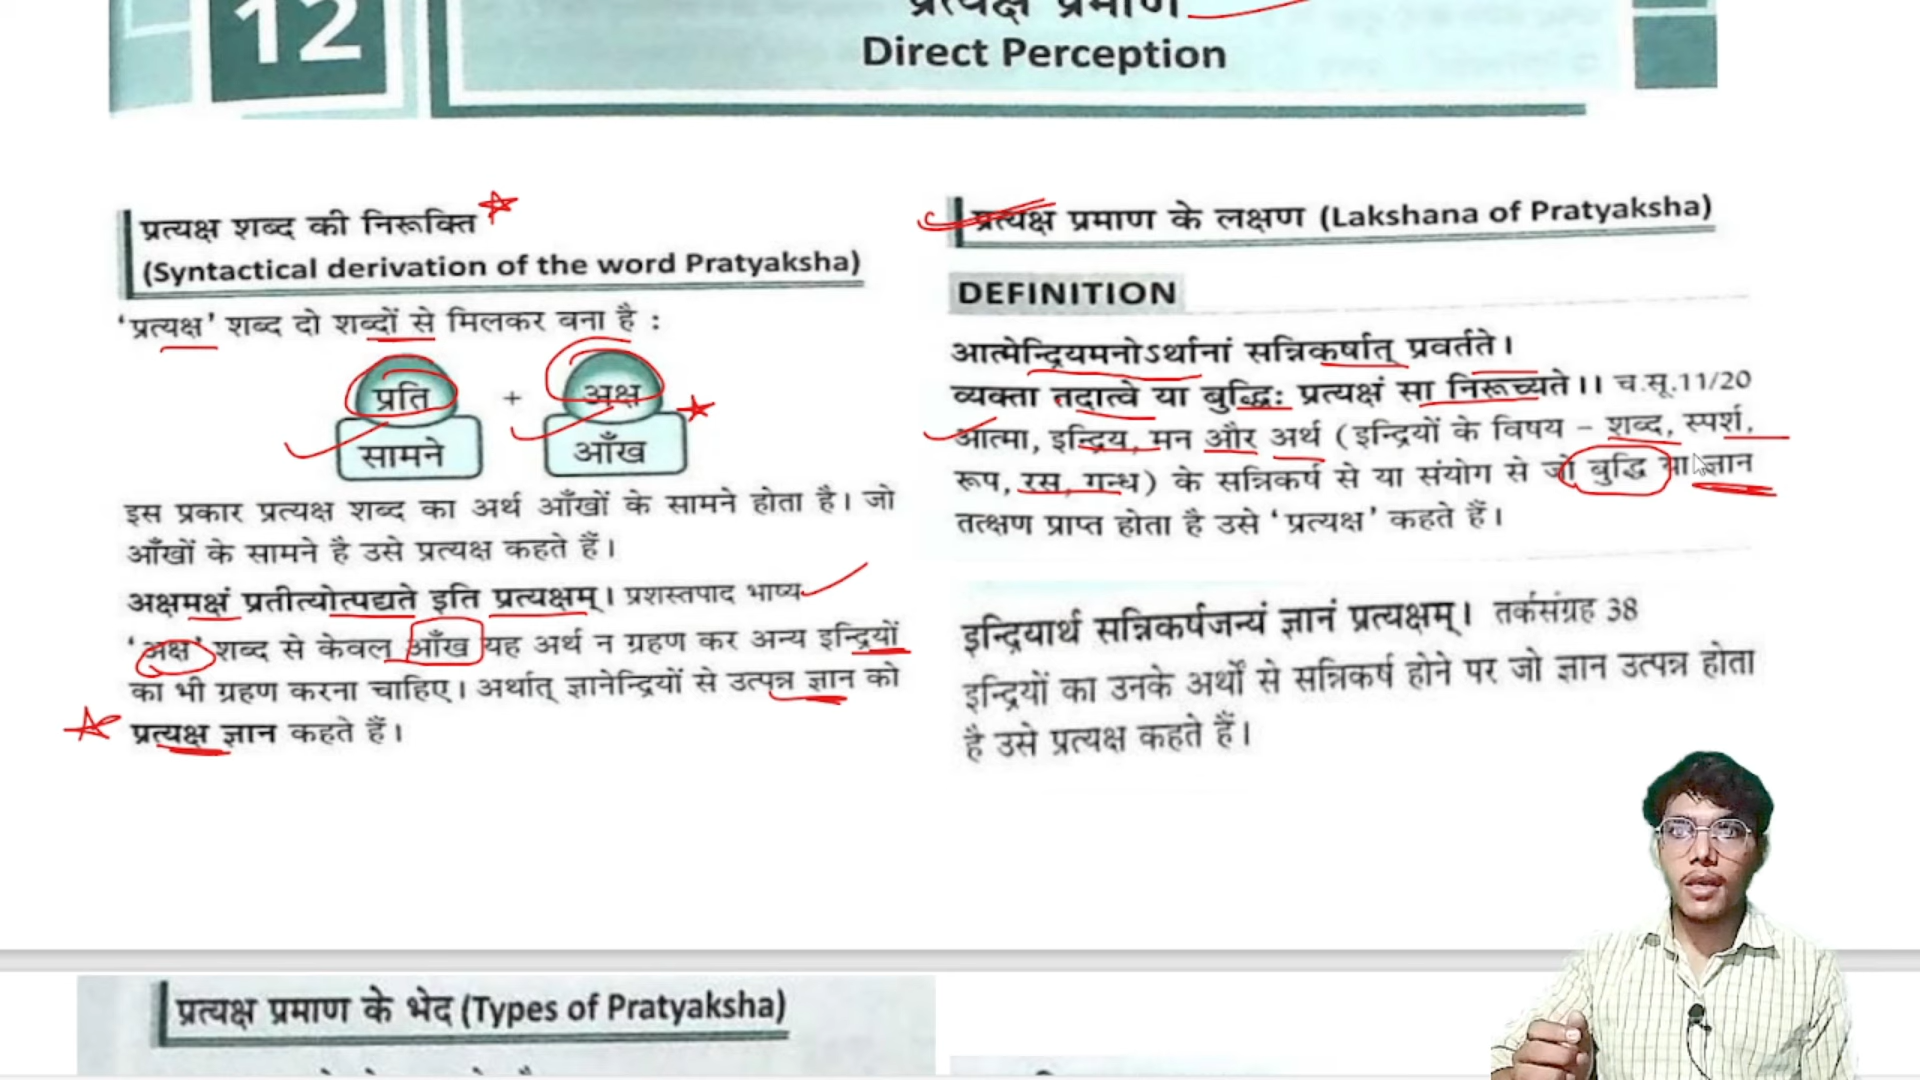 12
प्रत्यक्ष प्रमाण
Direct Perception
प्रत्यक्ष शब्द की निरूक्ति
(Syntactical derivation of the word Pratyaksha)
‘प्रत्यक्ष’ शब्द दो शब्दों से मिलकर बना है :
प्रति + अक्ष
सामने आँख
इस प्रकार प्रत्यक्ष शब्द का अर्थ आँखों के सामने होता है। जो
आँखों के सामने है उसे प्रत्यक्ष कहते हैं।
अक्षमक्षं प्रतीत्योत्पद्यते इति प्रत्यक्षम्। प्रशस्तपाद भाष्य
‘अक्ष’ शब्द से केवल आँख यह अर्थ न ग्रहण कर अन्य इन्द्रियों
का भी ग्रहण करना चाहिए। अर्थात् ज्ञानेन्द्रियों से उत्पन्न ज्ञान को
प्रत्यक्ष ज्ञान कहते हैं।
प्रत्यक्ष प्रमाण के लक्षण (Lakshana of Pratyaksha)
DEFINITION
आत्मेन्द्रियमनोऽर्थानां सन्निकर्षात् प्रवर्तते।
व्यक्ता तदात्वे या बुद्धिः प्रत्यक्षं सा निरूच्यते।। च.सू.11/20
आत्मा, इन्द्रिय, मन और अर्थ (इन्द्रियों के विषय – शब्द, स्पर्श,
रूप, रस, गन्ध) के सन्निकर्ष से या संयोग से जो बुद्धि या ज्ञान
तत्क्षण प्राप्त होता है उसे ‘प्रत्यक्ष’ कहते हैं।
इन्द्रियार्थ सन्निकर्षजन्यं ज्ञानं प्रत्यक्षम्। तर्कसंग्रह 38
इन्द्रियों का उनके अर्थों से सन्निकर्ष होने पर जो ज्ञान उत्पन्न होता
है उसे प्रत्यक्ष कहते हैं।
प्रत्यक्ष प्रमाण के भेद (Types of Pratyaksha)